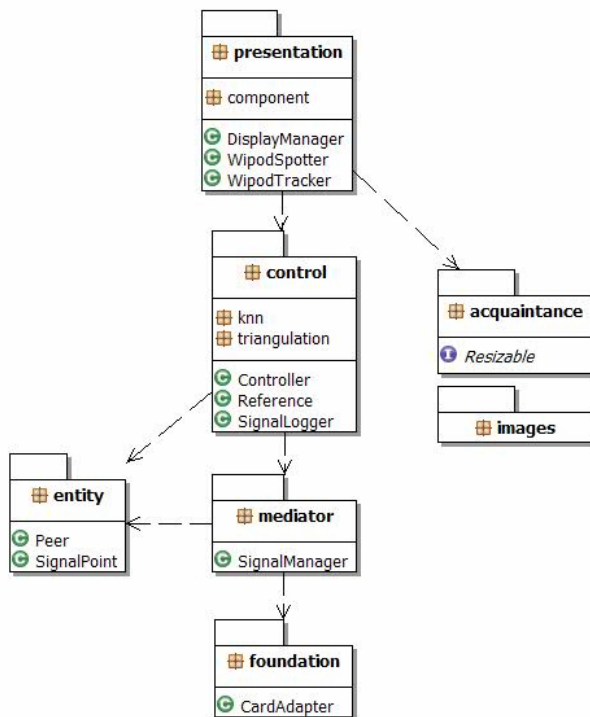 presentation
component
DisplayManager
WipodSpotter
WipodTracker
control
knn
triangulation
Controller
Reference
SignalLogger
acquaintance
Resizable
images
entity
Peer
SignalPoint
mediator
SignalManager
foundation
CardAdapter